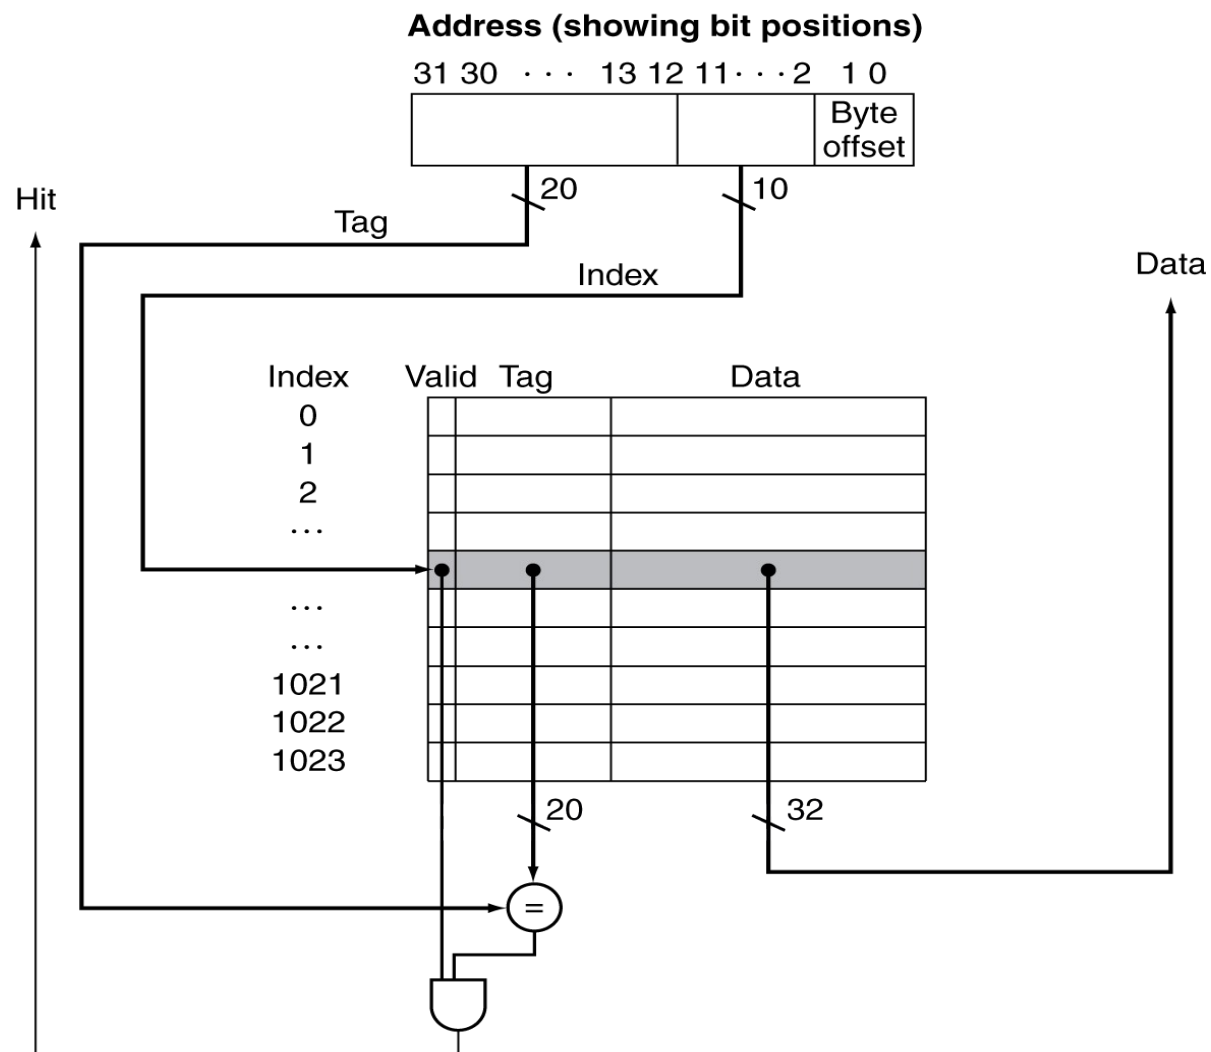 Address (showing bit positions)
31 30 · · · 13 12 11 · · · 2 1 0
Byte
offset
20 10
Hit
Tag
Data
Index
Index Valid Tag Data
0
1
2
...
...
...
1021
1022
1023
20 32
=